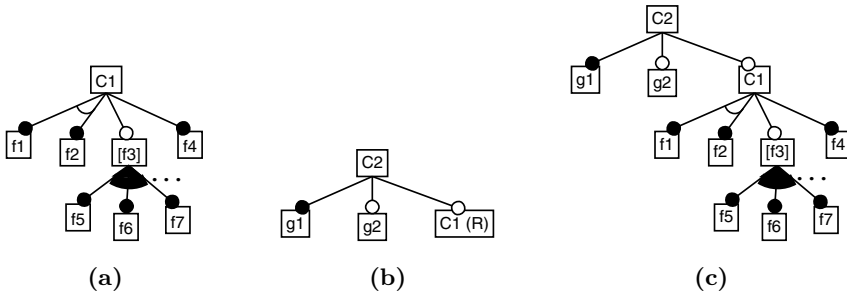 C1
f1 f2 [f3] f4
. . . .
f5 f6 f7
(a)
C2
g1 g2 C1 (R)
(b)
C2
g1 g2 C1
f1 f2 [f3] f4
. . . .
f5 f6 f7
(c)